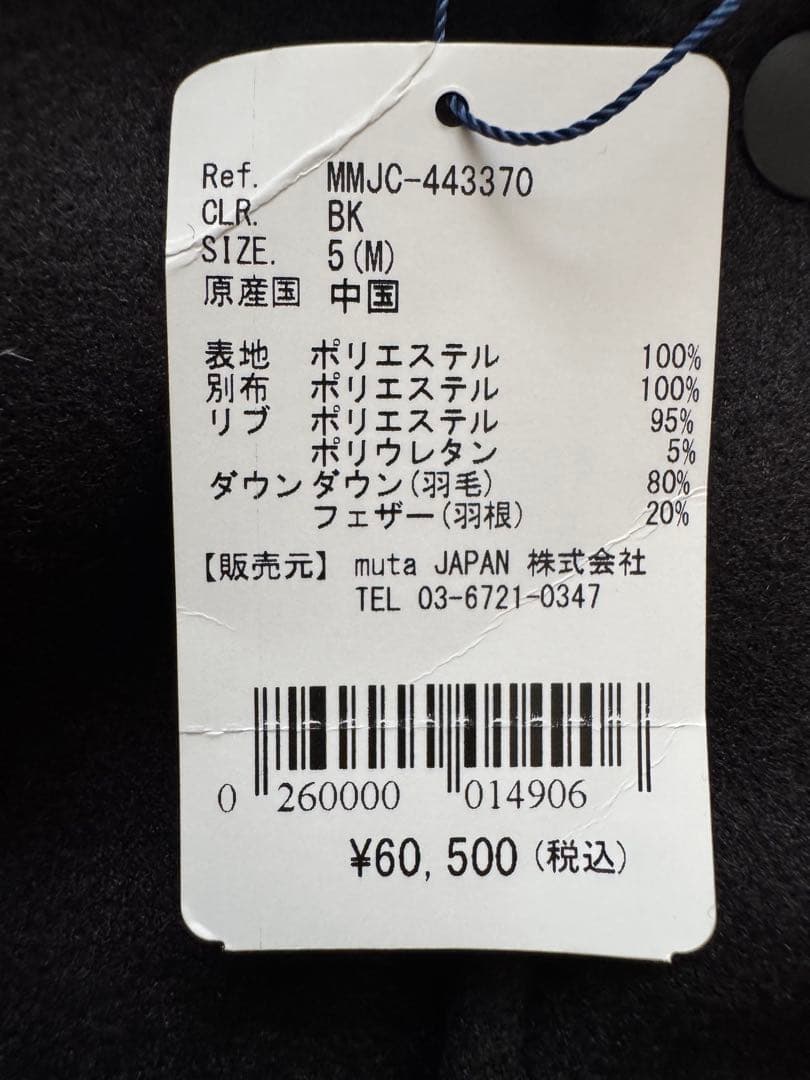 Ref. MMJC-443370
CLR. BK
SIZE. 5(M)
原産国 中国
表地 ポリエステル 100%
別布 ポリエステル 100%
リブ ポリエステル 95%
ポリウレタン 5%
ダウン ダウン(羽毛) 80%
フェザー(羽根) 20%
【販売元】 muta JAPAN 株式会社
TEL 03-6721-0347
0 260000 014906
¥60,500(税込)